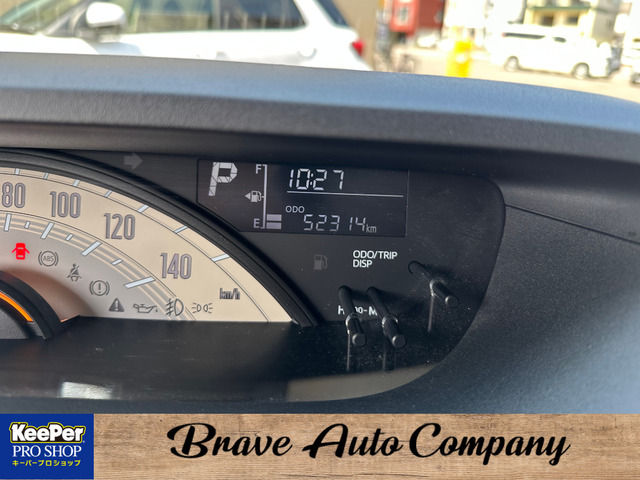 F
P
10:27
ODO
E
52314km
80 100 120 140
km/h
ABS
ODO/TRIP
DISP
KeePer
PRO SHOP
キーパープロショップ
Brave Auto Company